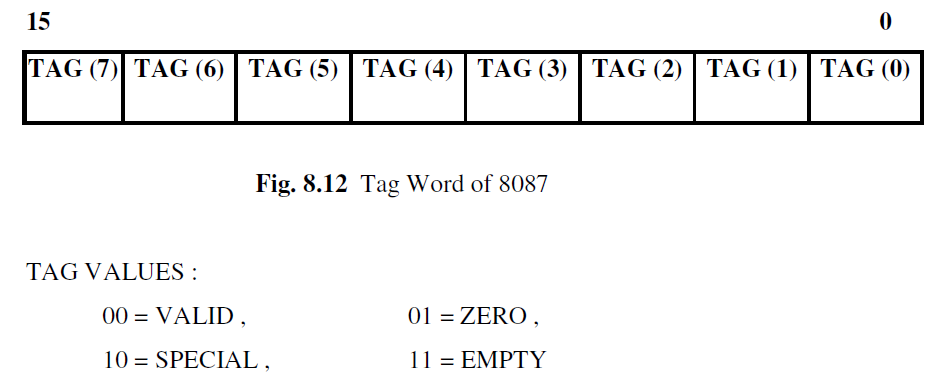 15 0
TAG (7) TAG (6) TAG (5) TAG (4) TAG (3) TAG (2) TAG (1) TAG (0)
Fig. 8.12 Tag Word of 8087
TAG VALUES :
00 = VALID , 01 = ZERO ,
10 = SPECIAL , 11 = EMPTY